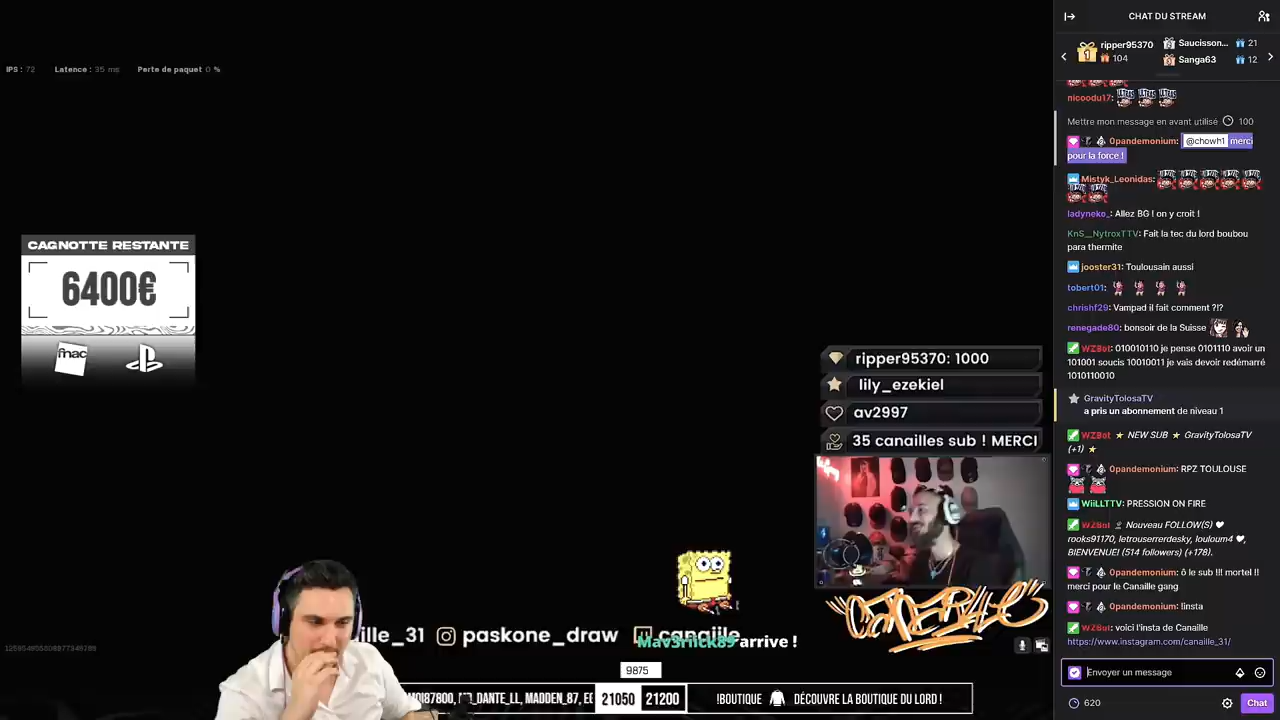 IPS : 72 Latence : 35 ms Perte de paquet 0 %
CAGNOTTE RESTANTE
6400€
fnac
ripper95370: 1000
lily_ezekiel
av2997
35 canailles sub ! MERCI
ille_31 paskone_draw canaiile
Mav3riick89 arrive !
9875
21050 21200
!BOUTIQUE DÉCOUVRE LA BOUTIQUE DU LORD !
CHAT DU STREAM
ripper95370
104
Saucisson... 21
Sanga63 12
nicoodu17:
Mettre mon message en avant utilisé 100
0pandemonium: @chowh1 merci
pour la force !
Mistyk_Leonidas:
ladyneko_: Allez BG ! on y croit !
KnS__NytroxTTV: Fait la tec du lord boubou
para thermite
jooster31: Toulousain aussi
tobert01:
chrishf29: Vampad il fait comment ?!?
renegade80: bonsoir de la Suisse
WZBot: 010010110 je pense 0101110 avoir un
101001 soucis 10010011 je vais devoir redémarré
1010110010
GravityTolosaTV
a pris un abonnement de niveau 1
WZBot: ★ NEW SUB ★ GravityTolosaTV
(+1) ★
0pandemonium: RPZ TOULOUSE
WiiLLTTV: PRESSION ON FIRE
WZBot: Nouveau FOLLOW(S) ♥
rooks91170, letrouserrdesky, louloum4 ♥,
BIENVENUE! (514 followers) (+178).
0pandemonium: ô le sub !!! mortel !!
merci pour le Canaille gang
0pandemonium: !insta
WZBot: voici l'insta de Canaille
https://www.instagram.com/canaille_31/
Envoyer un message
620
Chat